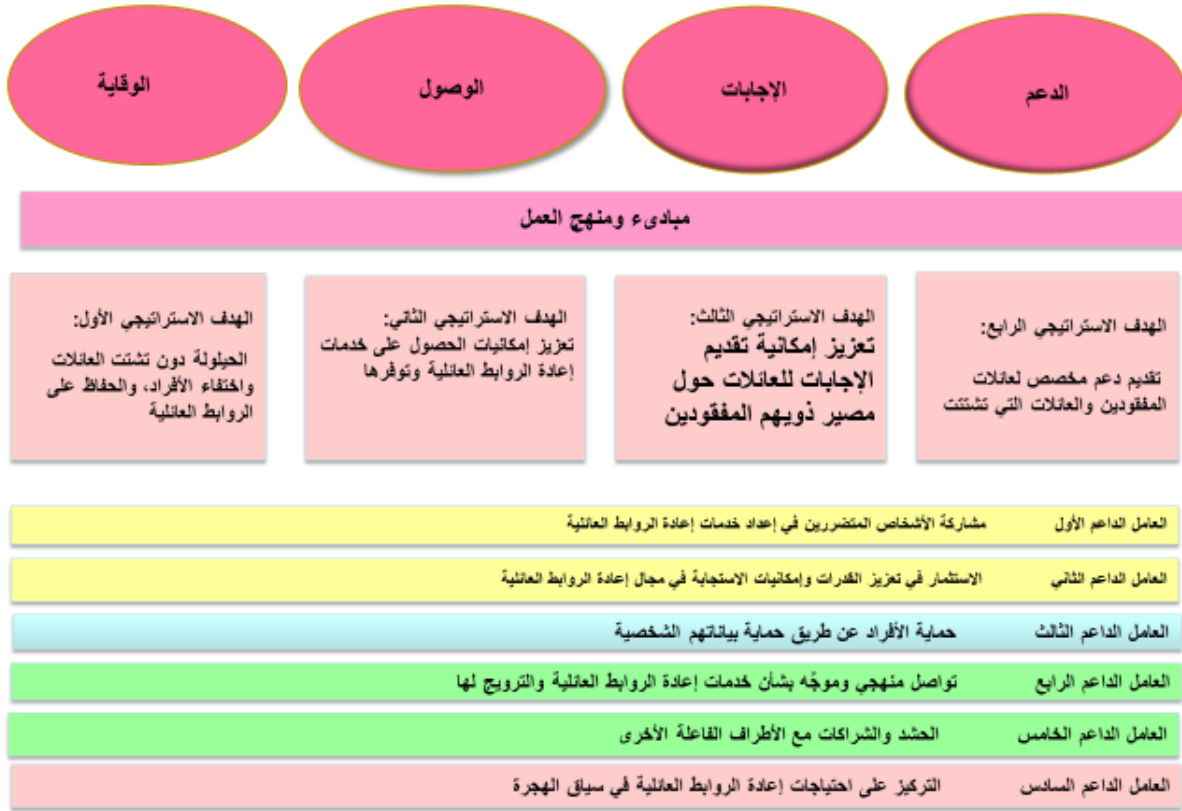 الدعم
الإجابات
الوصول
الوقاية
مبادىء ومنهج العمل
الهدف الاستراتيجي الرابع:
تقديم دعم مخصص لعائلات
المفقودين والعائلات التي تشتتت
الهدف الاستراتيجي الثالث:
تعزيز إمكانية تقديم
الإجابات للعائلات حول
مصير ذويهم المفقودين
الهدف الاستراتيجي الثاني:
تعزيز إمكانيات الحصول على خدمات
إعادة الروابط العائلية وتوفرها
الهدف الاستراتيجي الأول:
الحيلولة دون تشتت العائلات
واختفاء الأفراد، والحفاظ على
الروابط العائلية
العامل الداعم الأول مشاركة الأشخاص المتضررين في إعداد خدمات إعادة الروابط العائلية
العامل الداعم الثاني الاستثمار في تعزيز القدرات وإمكانيات الاستجابة في مجال إعادة الروابط العائلية
العامل الداعم الثالث حماية الأفراد عن طريق حماية بياناتهم الشخصية
العامل الداعم الرابع تواصل منهجي وموجَّه بشأن خدمات إعادة الروابط العائلية والترويج لها
العامل الداعم الخامس الحشد والشراكات مع الأطراف الفاعلة الأخرى
العامل الداعم السادس التركيز على احتياجات إعادة الروابط العائلية في سياق الهجرة